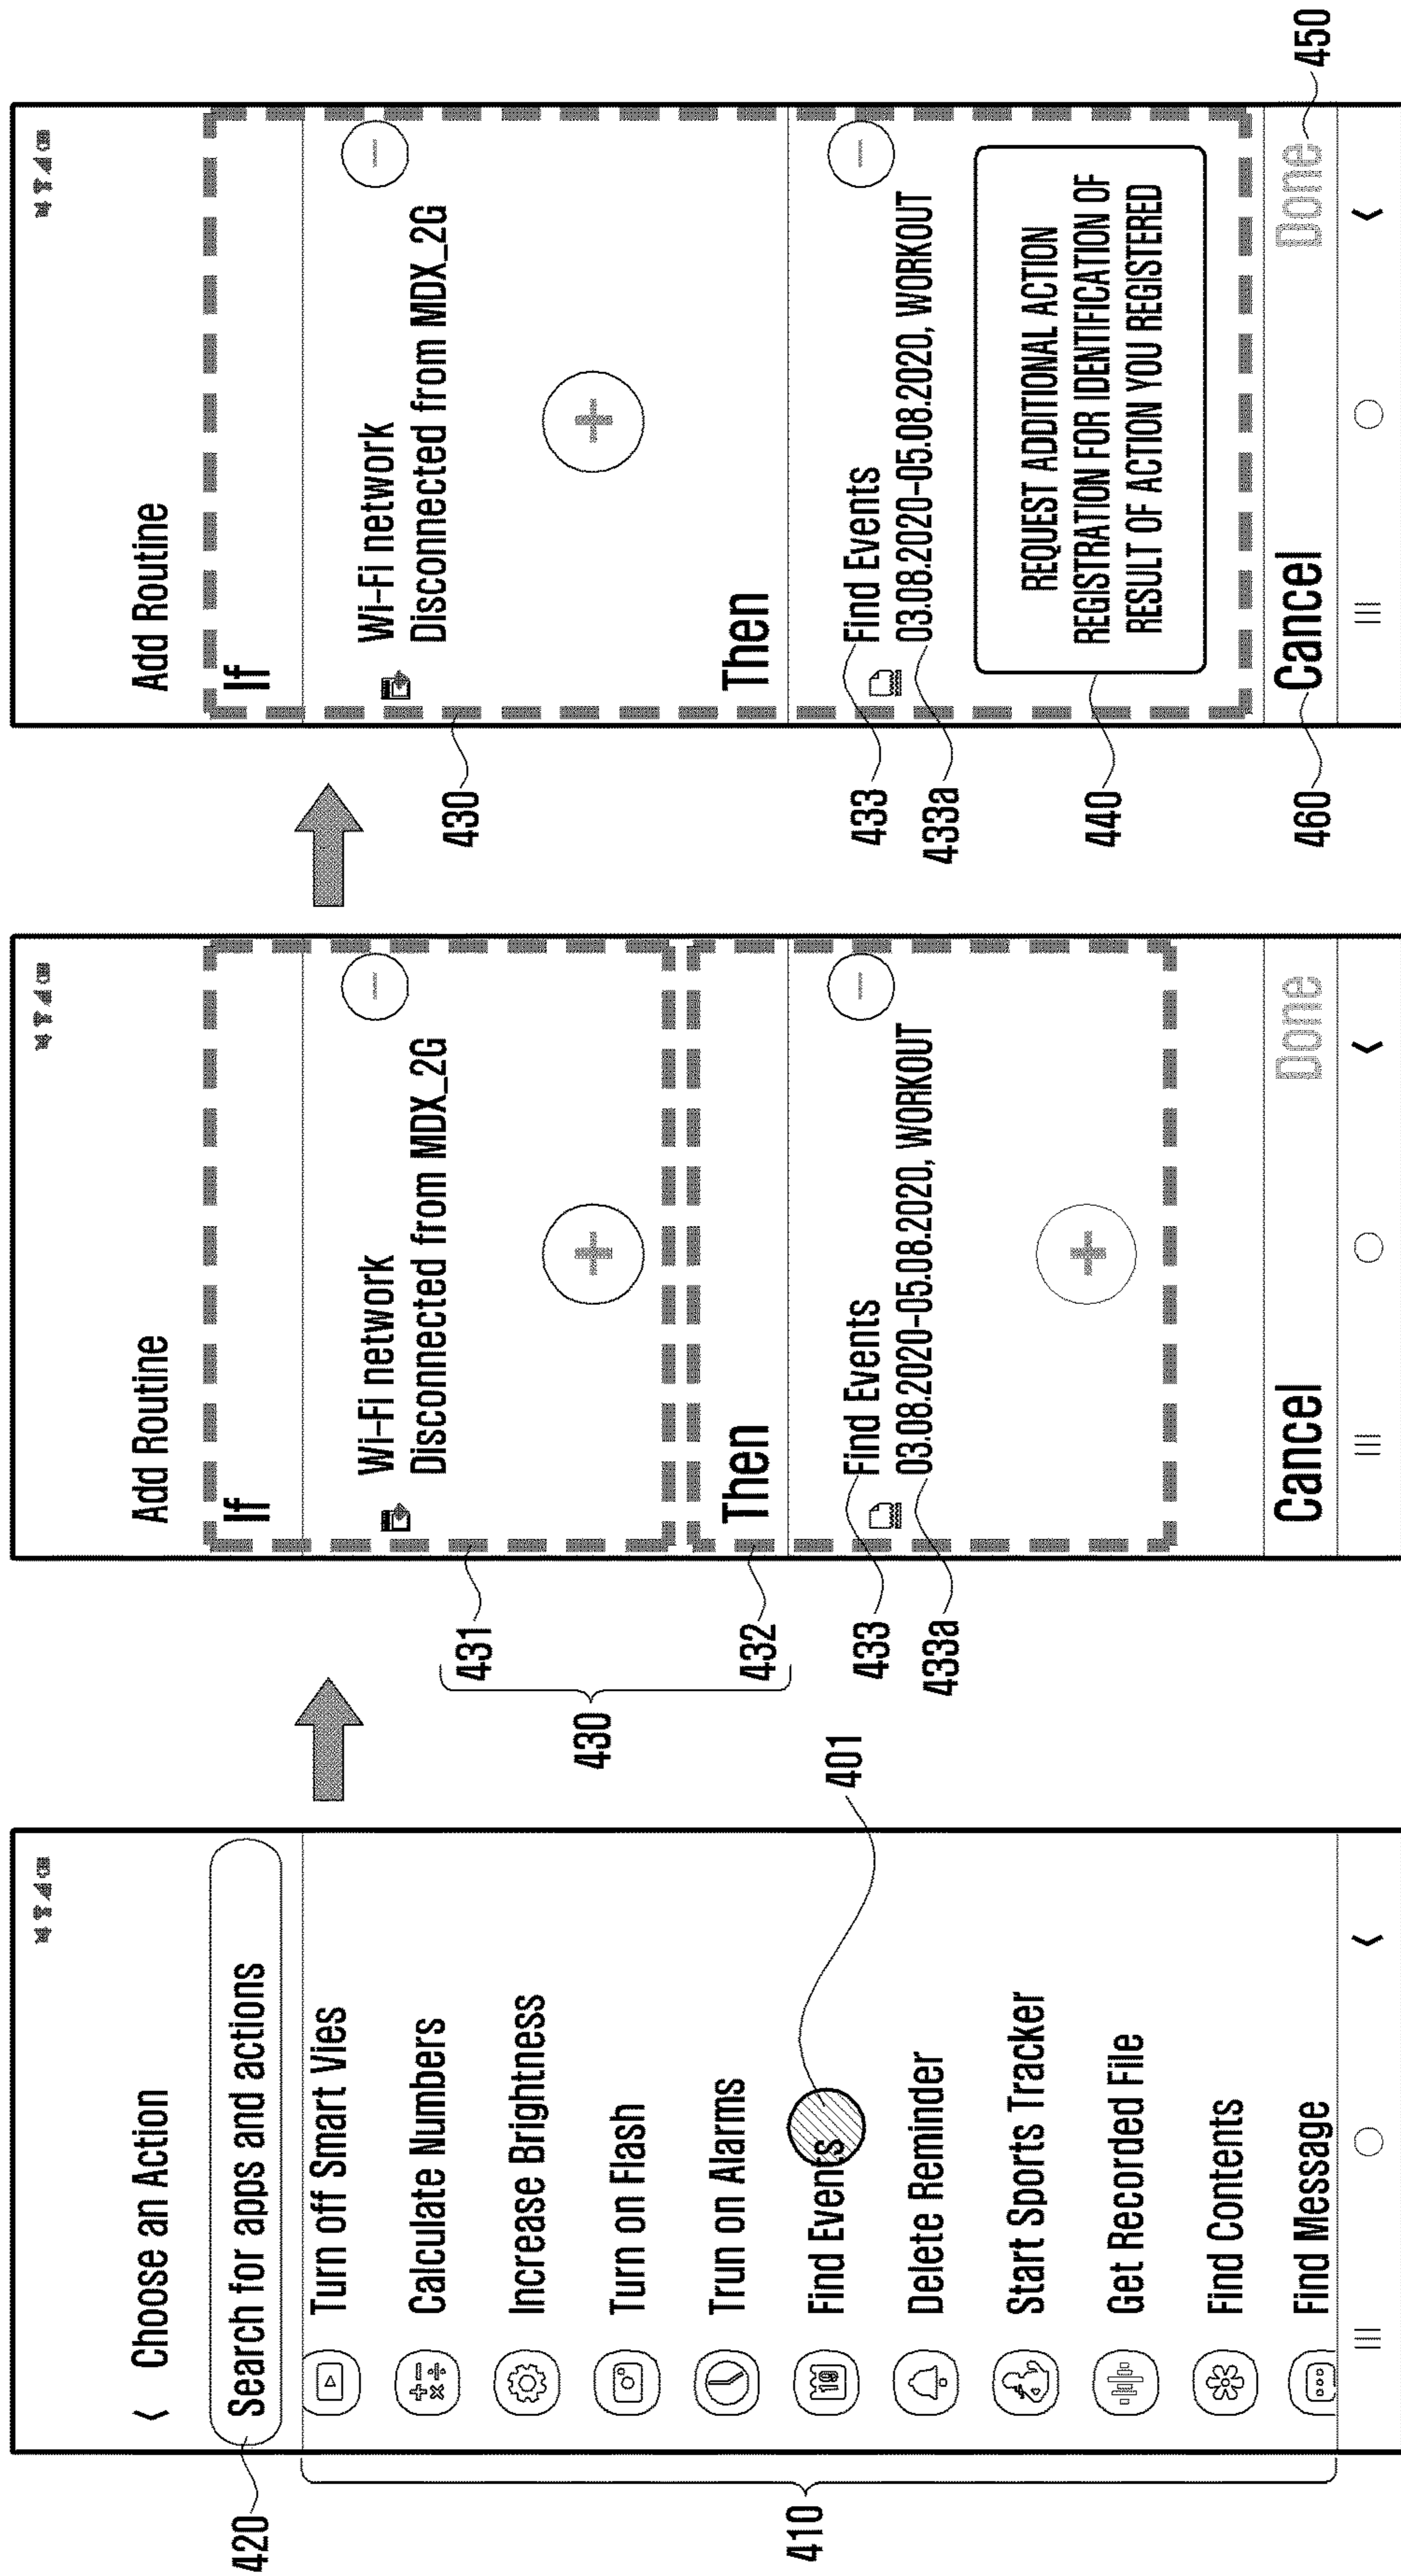 Choose an Action
420
Search for apps and actions
410
Turn off Smart Vies
Calculate Numbers
Increase Brightness
Turn on Flash
Trun on Alarms
19
Find Events
401
Delete Reminder
Start Sports Tracker
Get Recorded File
Find Contents
Find Message
Add Routine
If
Wi-Fi network
431
Disconnected from MDX_2G
430
Then
432
433
Find Events
433a
03.08.2020-05.08.2020, WORKOUT
Cancel
Done
Add Routine
If
Wi-Fi network
Disconnected from MDX_2G
430
Then
433
Find Events
433a
03.08.2020-05.08.2020, WORKOUT
440
REQUEST ADDITIONAL ACTION
REGISTRATION FOR IDENTIFICATION OF
RESULT OF ACTION YOU REGISTERED
460
Cancel
Done
450